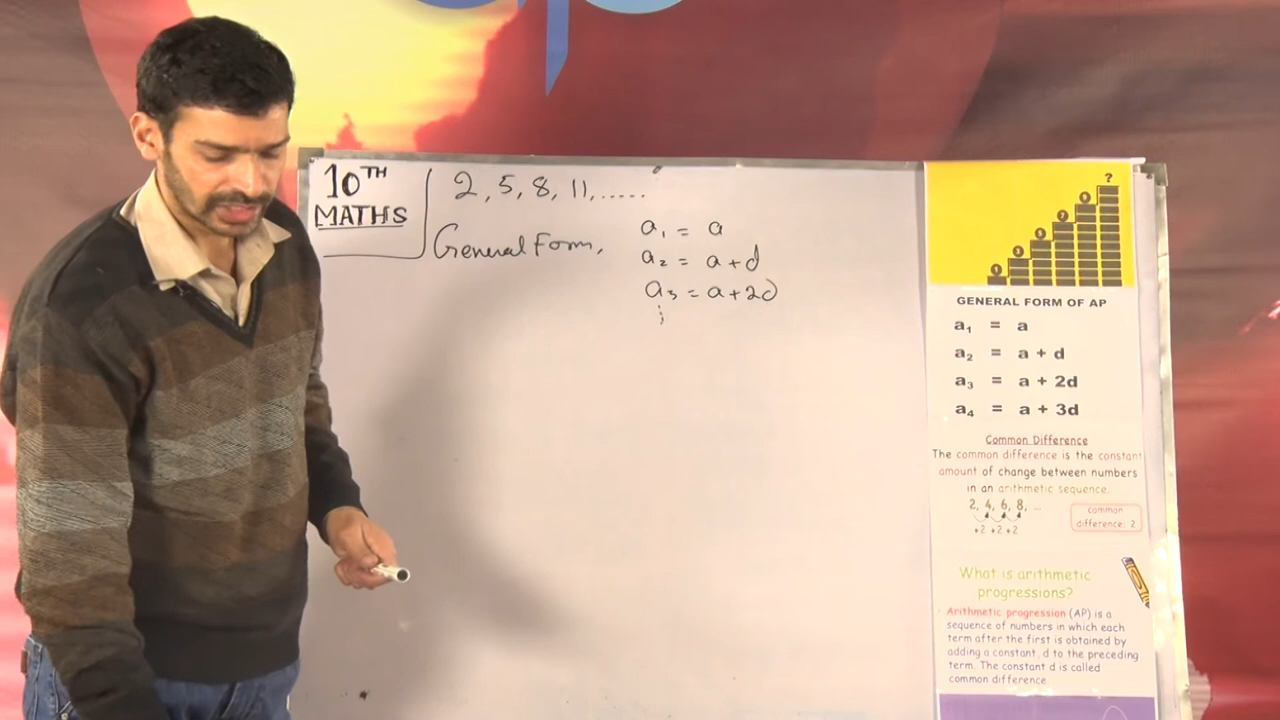 10TH
MATHS
2, 5, 8, 11, ......
General Form,
a₁ = a
a₂ = a + d
a₃ = a + 2d
⋮
?
GENERAL FORM OF AP
a₁ = a
a₂ = a + d
a₃ = a + 2d
a₄ = a + 3d
Common Difference
The common difference is the constant
amount of change between numbers
in an arithmetic sequence.
2, 4, 6, 8, ...
+2 +2 +2
common
difference: 2
What is arithmetic
progressions?
Arithmetic progression (AP) is a
sequence of numbers in which each
term after the first is obtained by
adding a constant, d to the preceding
term. The constant d is called
common difference